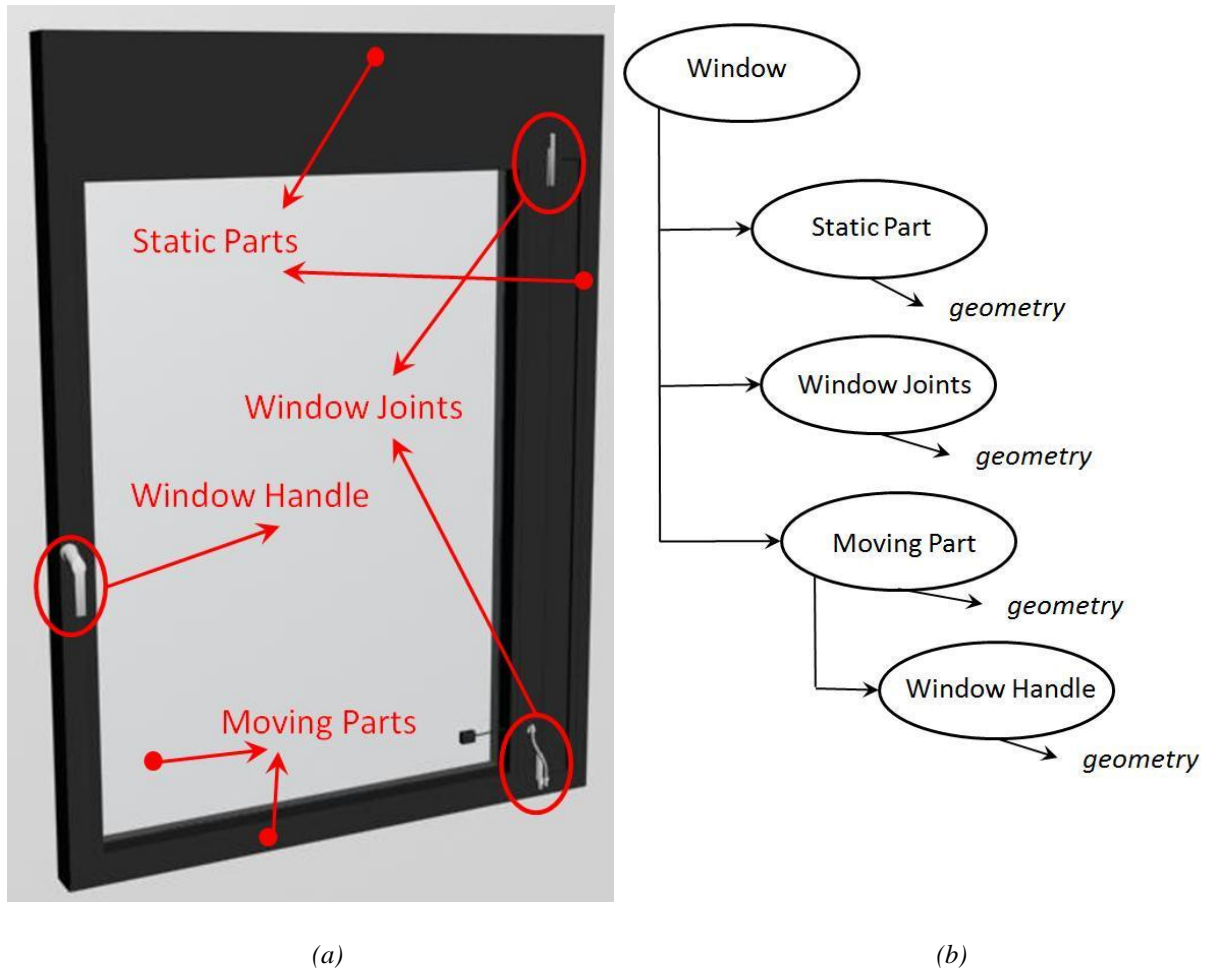 Static Parts
Window Joints
Window Handle
Moving Parts
(a)
Window
Static Part
geometry
Window Joints
geometry
Moving Part
geometry
Window Handle
geometry
(b)